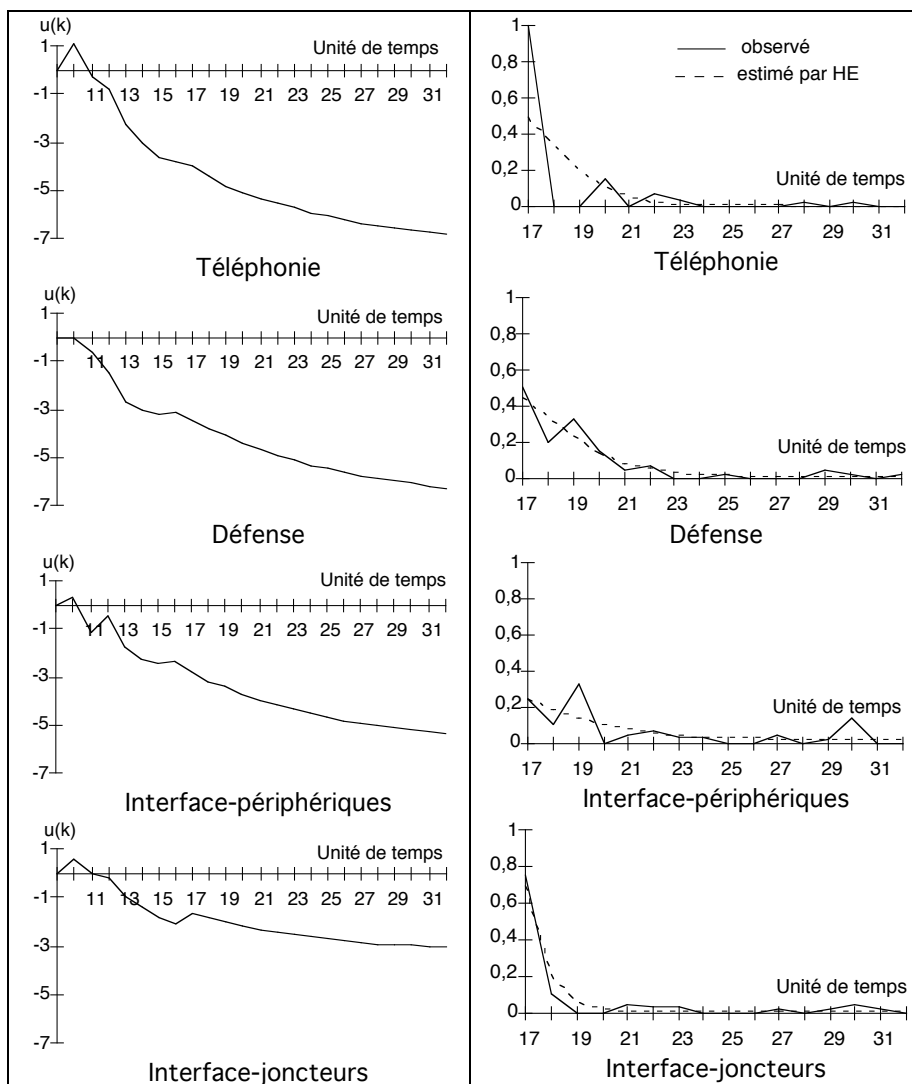 u(k)
Unité de temps
1
-1
-3
-5
-7
11 13 15 17 19 21 23 25 27 29 31
Téléphonie
observé
estimé par HE
1
0,8
0,6
0,4
0,2
0
Unité de temps
17 19 21 23 25 27 29 31
Téléphonie
u(k)
Unité de temps
1
-1
-3
-5
-7
11 13 15 17 19 21 23 25 27 29 31
Défense
1
0,8
0,6
0,4
0,2
0
Unité de temps
17 19 21 23 25 27 29 31
Défense
u(k)
Unité de temps
1
-1
-3
-5
-7
11 13 15 17 19 21 23 25 27 29 31
Interface-périphériques
1
0,8
0,6
0,4
0,2
0
Unité de temps
17 19 21 23 25 27 29 31
Interface-périphériques
u(k)
Unité de temps
1
-1
-3
-5
-7
11 13 15 17 19 21 23 25 27 29 31
Interface-joncteurs
1
0,8
0,6
0,4
0,2
0
Unité de temps
17 19 21 23 25 27 29 31
Interface-joncteurs